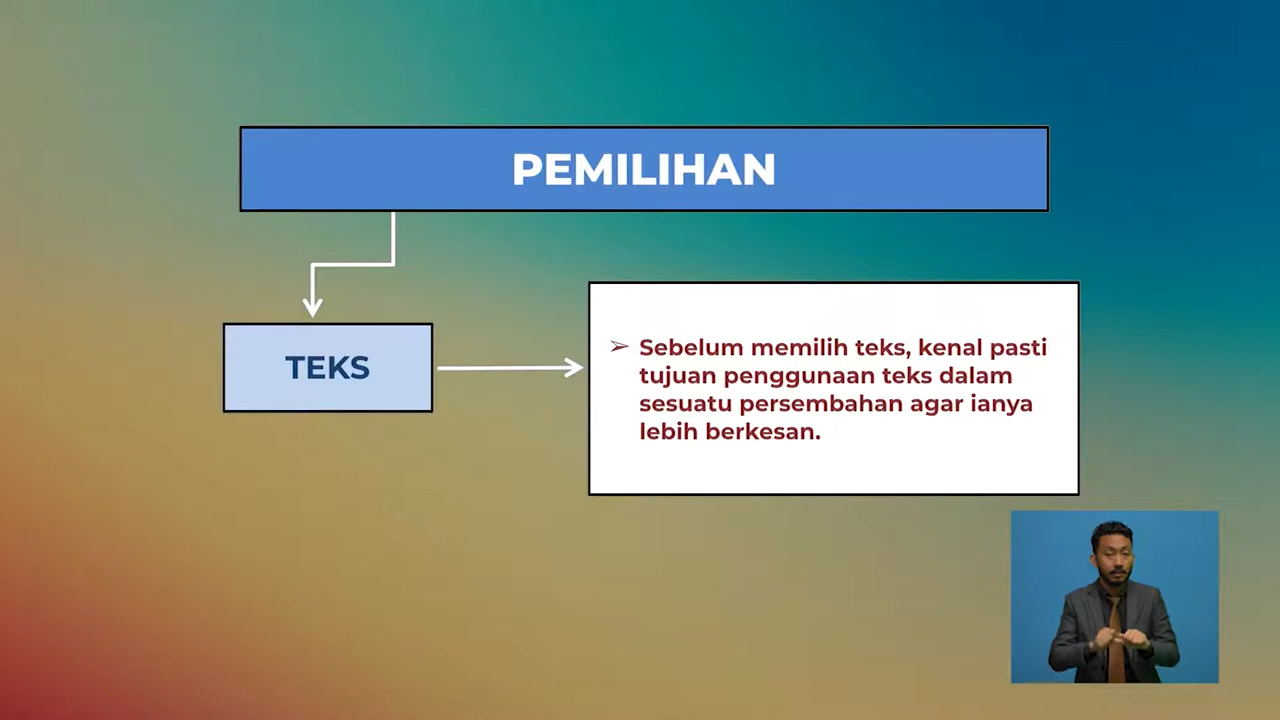 PEMILIHAN
TEKS
➢ Sebelum memilih teks, kenal pasti
tujuan penggunaan teks dalam
sesuatu persembahan agar ianya
lebih berkesan.